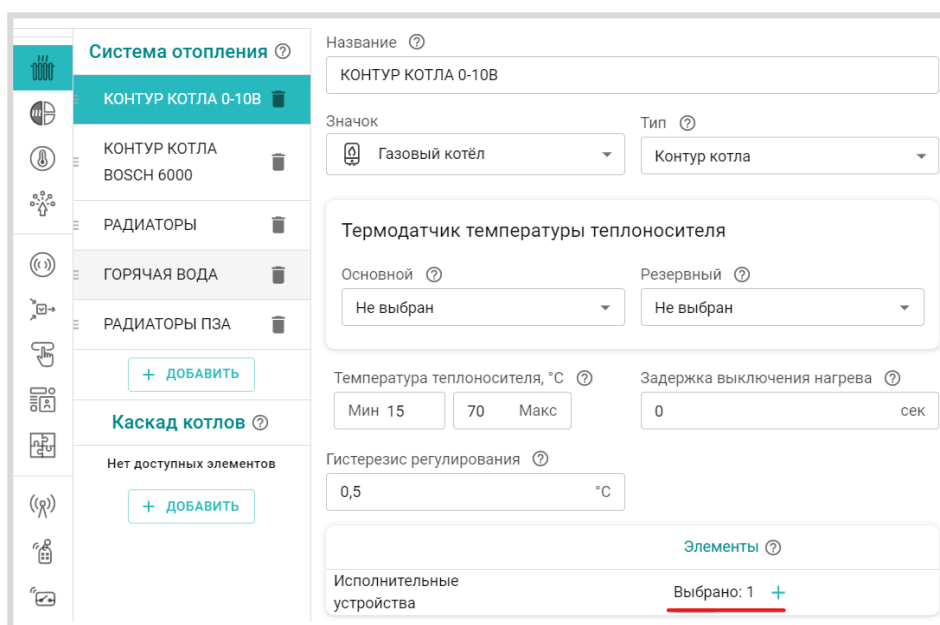 Система отопления
КОНТУР КОТЛА 0-10В
КОНТУР КОТЛА
BOSCH 6000
РАДИАТОРЫ
ГОРЯЧАЯ ВОДА
РАДИАТОРЫ ПЗА
+ ДОБАВИТЬ
Каскад котлов
Нет доступных элементов
+ ДОБАВИТЬ
Название
КОНТУР КОТЛА 0-10В
Значок
Газовый котёл
Тип
Контур котла
Термодатчик температуры теплоносителя
Основной
Не выбран
Резервный
Не выбран
Температура теплоносителя, °C
Мин 15
70 Макс
Задержка выключения нагрева
0 сек
Гистерезис регулирования
0,5 °C
Элементы
Исполнительные
устройства
Выбрано: 1 +